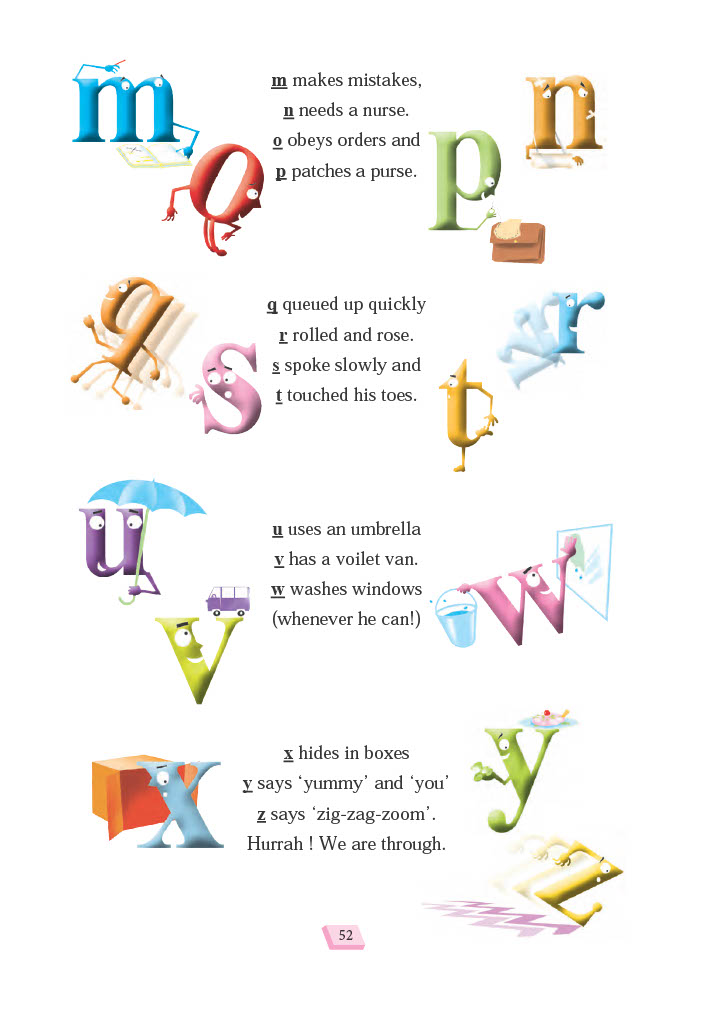 m makes mistakes,
n needs a nurse.
o obeys orders and
p patches a purse.
q queued up quickly
r rolled and rose.
s spoke slowly and
t touched his toes.
u uses an umbrella
v has a voilet van.
w washes windows
(whenever he can!)
x hides in boxes
y says ‘yummy’ and ‘you’
z says ‘zig-zag-zoom’.
Hurrah ! We are through.
52